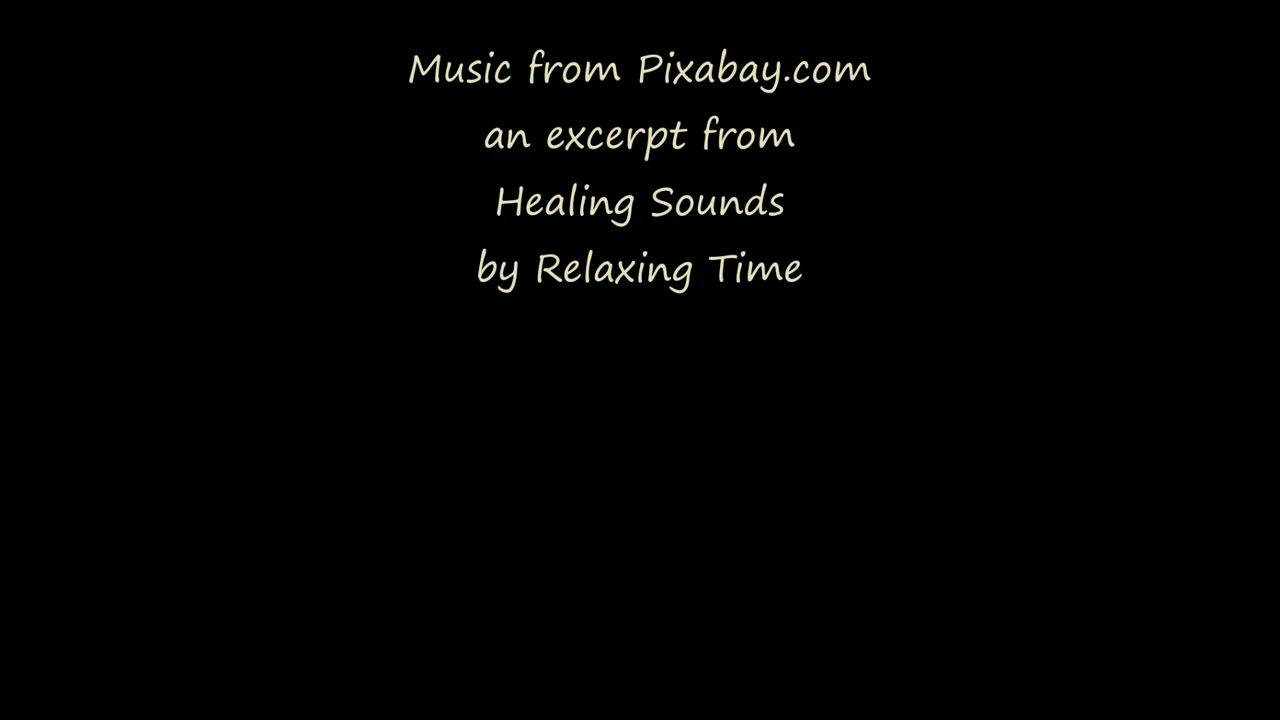 Music from Pixabay.com
an excerpt from
Healing Sounds
by Relaxing Time